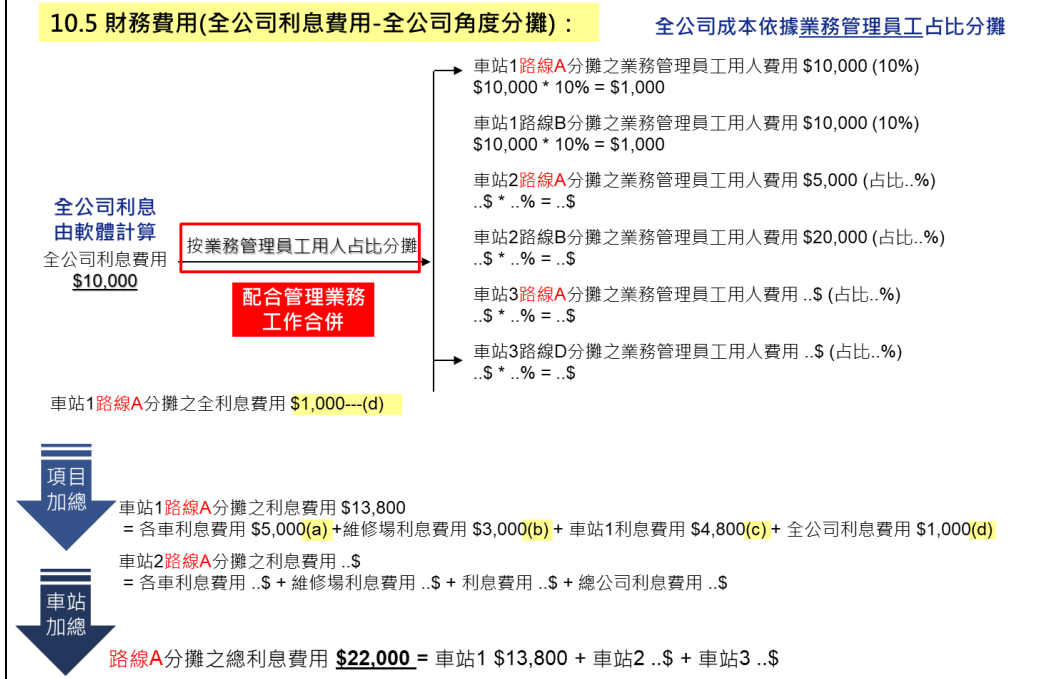 10.5 財務費用(全公司利息費用-全公司角度分攤)：
全公司成本依據業務管理員工占比分攤
車站1路線A分攤之業務管理員工用人費用 $10,000 (10%)
$10,000 * 10% = $1,000
車站1路線B分攤之業務管理員工用人費用 $10,000 (10%)
$10,000 * 10% = $1,000
車站2路線A分攤之業務管理員工用人費用 $5,000 (占比..%)
..$ * ..% = ..$
車站2路線B分攤之業務管理員工用人費用 $20,000 (占比..%)
..$ * ..% = ..$
車站3路線A分攤之業務管理員工用人費用 ..$ (占比..%)
..$ * ..% = ..$
車站3路線D分攤之業務管理員工用人費用 ..$ (占比..%)
..$ * ..% = ..$
全公司利息
由軟體計算
全公司利息費用
$10,000
按業務管理員工用人占比分攤
配合管理業務
工作合併
車站1路線A分攤之全利息費用 $1,000---(d)
項目
加總
車站1路線A分攤之利息費用 $13,800
= 各車利息費用 $5,000(a) +維修場利息費用 $3,000(b) + 車站1利息費用 $4,800(c) + 全公司利息費用 $1,000(d)
車站2路線A分攤之利息費用 ..$
= 各車利息費用 ..$ + 維修場利息費用 ..$ + 利息費用 ..$ + 總公司利息費用 ..$
車站
加總
路線A分攤之總利息費用 $22,000 = 車站1 $13,800 + 車站2 ..$ + 車站3 ..$